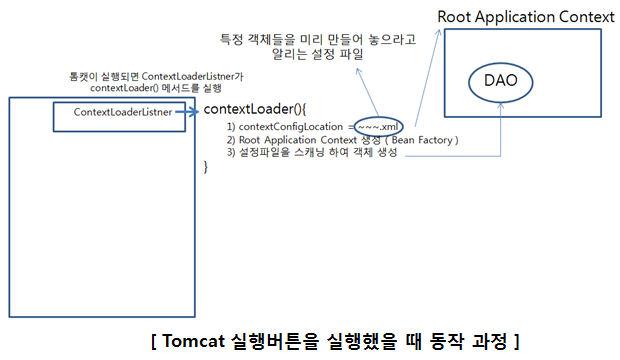 Root Application Context
특정 객체들을 미리 만들어 놓으라고
알리는 설정 파일
DAO
톰캣이 실행되면 ContextLoaderListner가
contextLoader() 메서드를 실행
ContextLoaderListner
contextLoader(){
1) contextConfigLocation = ~~~.xml
2) Root Application Context 생성 ( Bean Factory )
3) 설정파일을 스캐닝 하여 객체 생성
}
[ Tomcat 실행버튼을 실행했을 때 동작 과정 ]